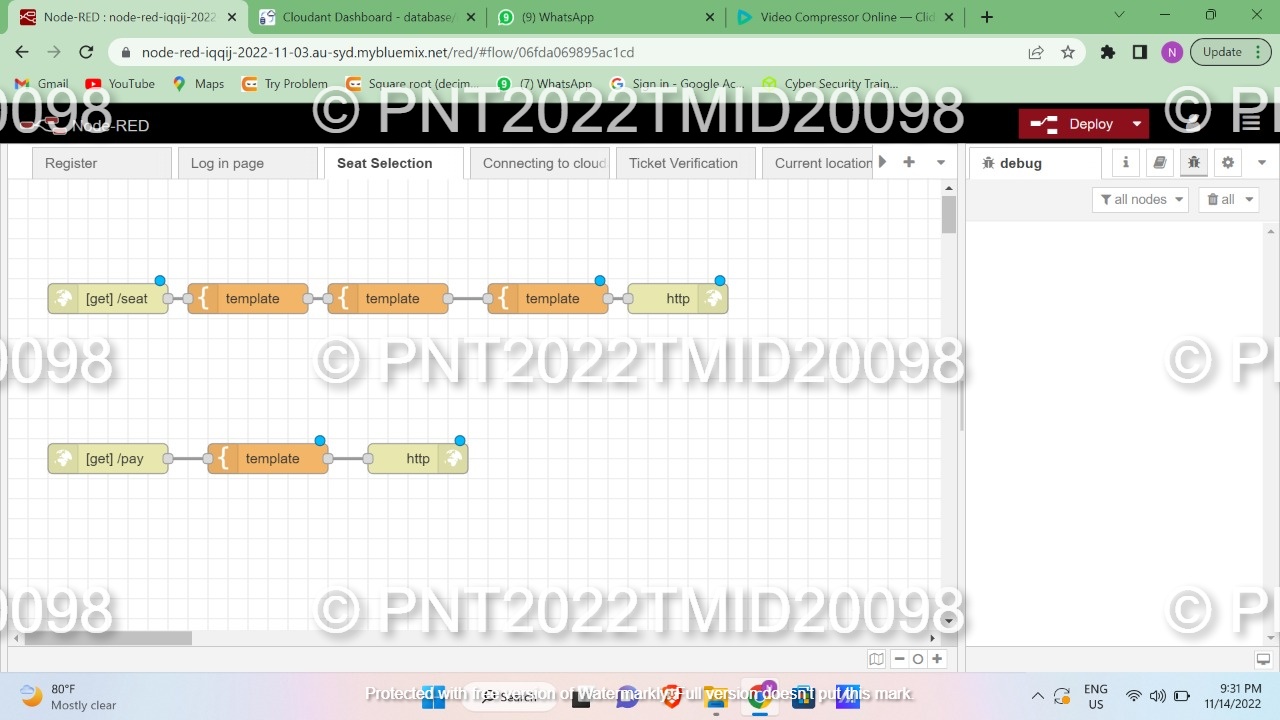 Node-RED : node-red-iqqij-2022
Cloudant Dashboard - database/
(9) WhatsApp
Video Compressor Online — Clid
node-red-iqqij-2022-11-03.au-syd.mybluemix.net/red/#flow/06fda069895ac1cd
N
Update
Gmail
YouTube
Maps
Try Problem
Square root (decim...
(7) WhatsApp
Sign in - Google Ac...
Cyber Security Train...
0098
© PNT2022TMID20098
© P
Node-RED
Deploy
Register
Log in page
Seat Selection
Connecting to cloud
Ticket Verification
Current location
debug
all nodes
all
[get] /seat
template
template
template
http
0098
© PNT2022TMID20098
© P
[get] /pay
template
http
0098
© PNT2022TMID20098
© P
80°F
Mostly clear
Search
Protected with free version of Watermarkly. Full version doesn't put this mark
ENG
US
9:31 PM
11/14/2022